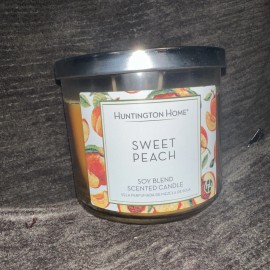 HUNTINGTON HOME®
SWEET
PEACH
SOY BLEND
SCENTED CANDLE